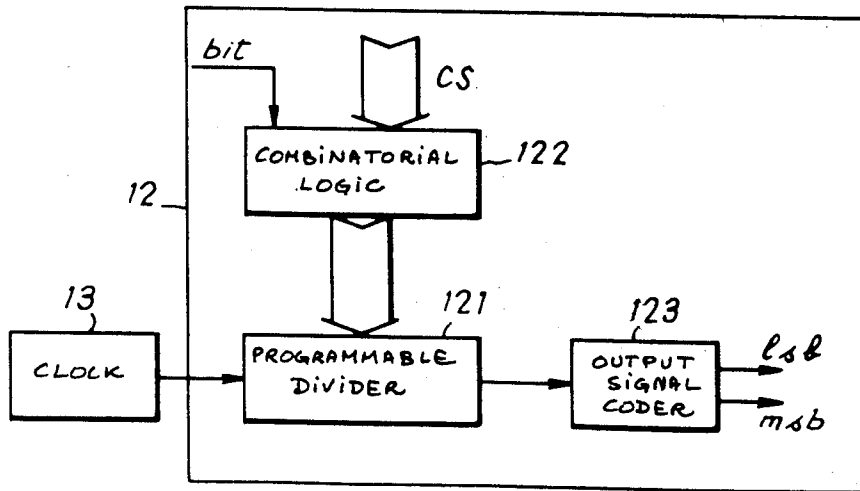 bit
CS
COMBINATORIAL
LOGIC
122
12
13
CLOCK
121
PROGRAMMABLE
DIVIDER
123
OUTPUT
SIGNAL
CODER
lsb
msb